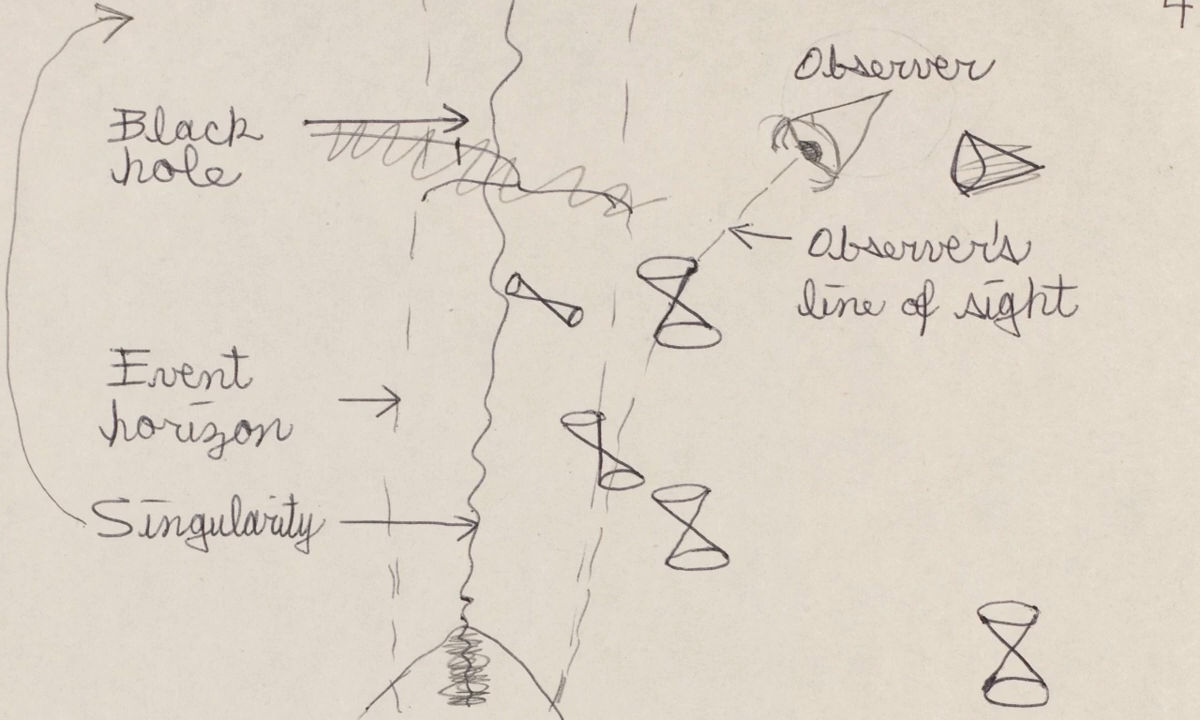 4
Observer
Black
hole
Observer's
line of sight
Event
horizon
Singularity